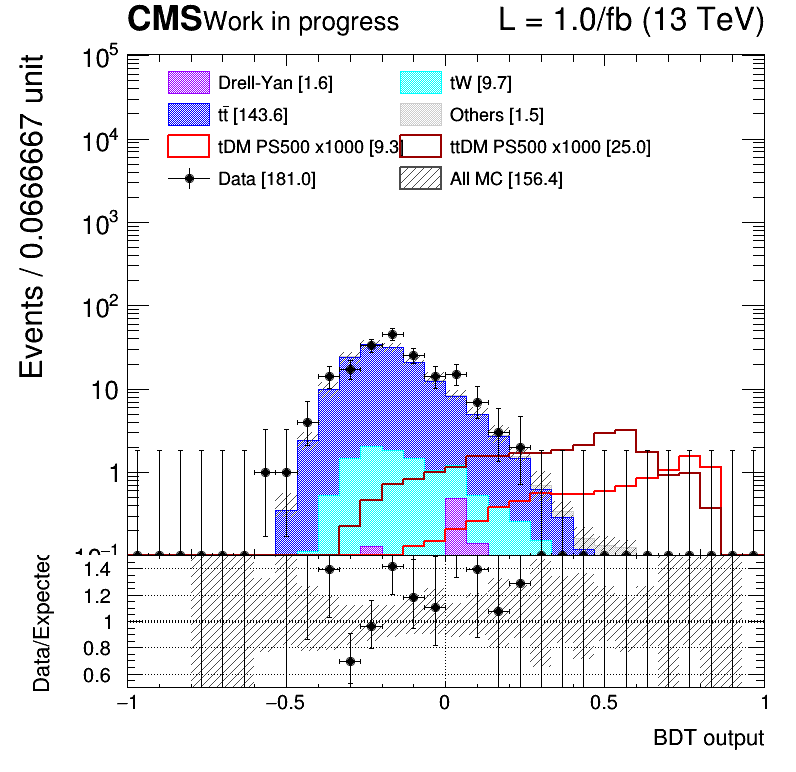 CMS Work in progress L = 1.0/fb (13 TeV)
Events / 0.0666667 unit
10⁵
10⁴
10³
10²
10
1
10⁻¹
Drell-Yan [1.6] tW [9.7]
tt̄ [143.6] Others [1.5]
tDM PS500 x1000 [9.3 ttDM PS500 x1000 [25.0]
Data [181.0] All MC [156.4]
Data/Expected
1.4
1.2
1
0.8
0.6
−1 −0.5 0 0.5 1
BDT output